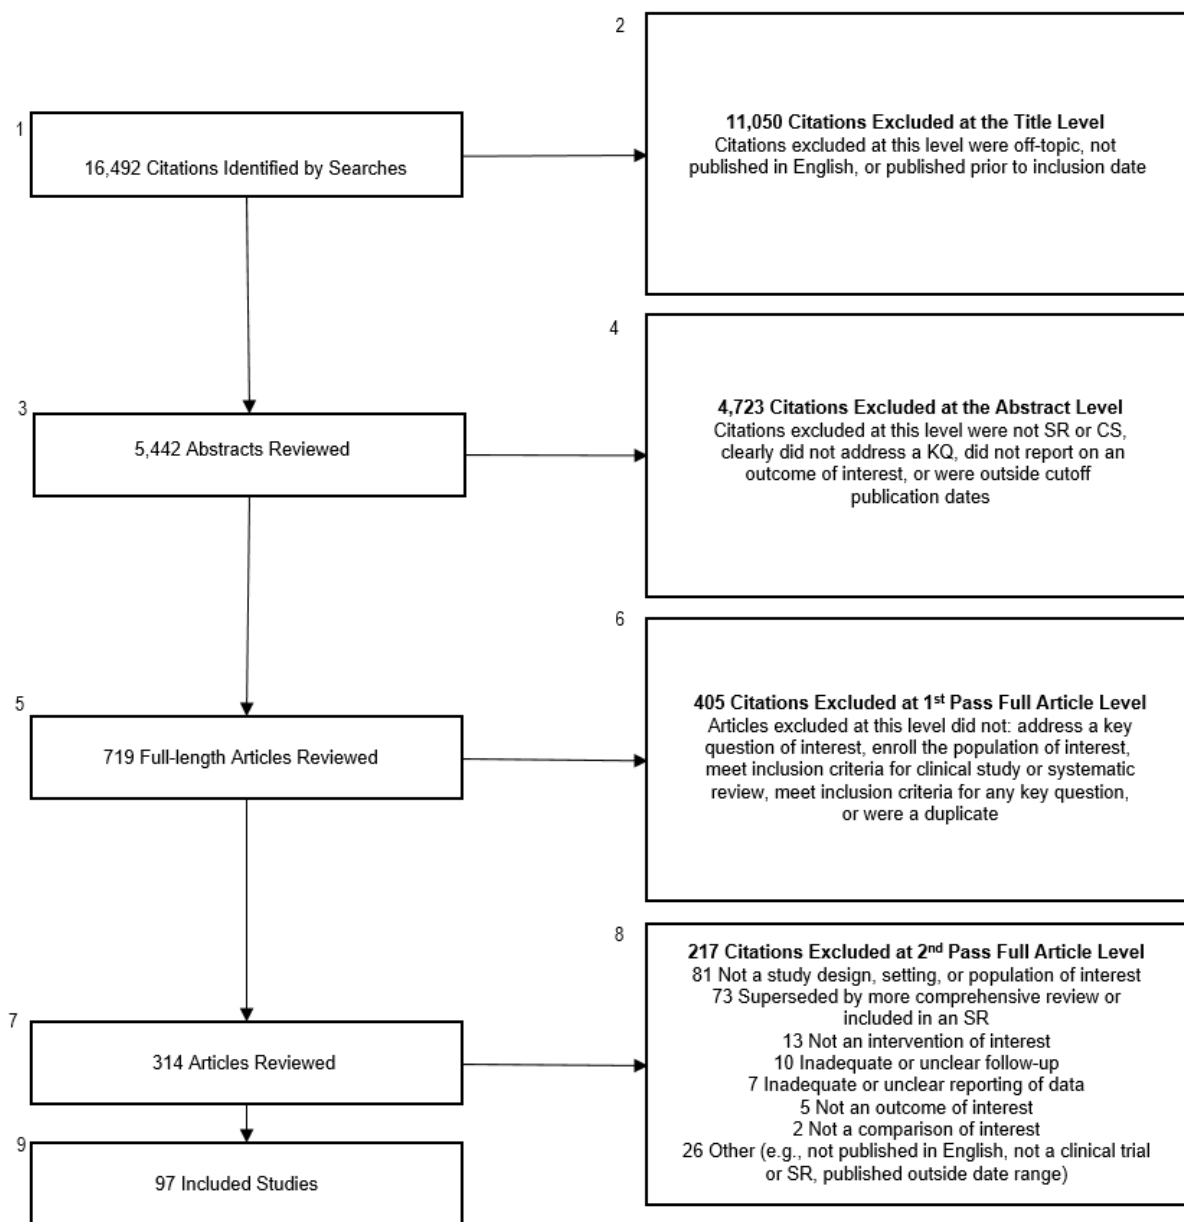 1
16,492 Citations Identified by Searches
2
11,050 Citations Excluded at the Title Level
Citations excluded at this level were off-topic, not
published in English, or published prior to inclusion date
3
5,442 Abstracts Reviewed
4
4,723 Citations Excluded at the Abstract Level
Citations excluded at this level were not SR or CS,
clearly did not address a KQ, did not report on an
outcome of interest, or were outside cutoff
publication dates
5
719 Full-length Articles Reviewed
6
405 Citations Excluded at 1st Pass Full Article Level
Articles excluded at this level did not: address a key
question of interest, enroll the population of interest,
meet inclusion criteria for clinical study or systematic
review, meet inclusion criteria for any key question,
or were a duplicate
7
314 Articles Reviewed
8
217 Citations Excluded at 2nd Pass Full Article Level
81 Not a study design, setting, or population of interest
73 Superseded by more comprehensive review or
included in an SR
13 Not an intervention of interest
10 Inadequate or unclear follow-up
7 Inadequate or unclear reporting of data
5 Not an outcome of interest
2 Not a comparison of interest
26 Other (e.g., not published in English, not a clinical trial
or SR, published outside date range)
9
97 Included Studies